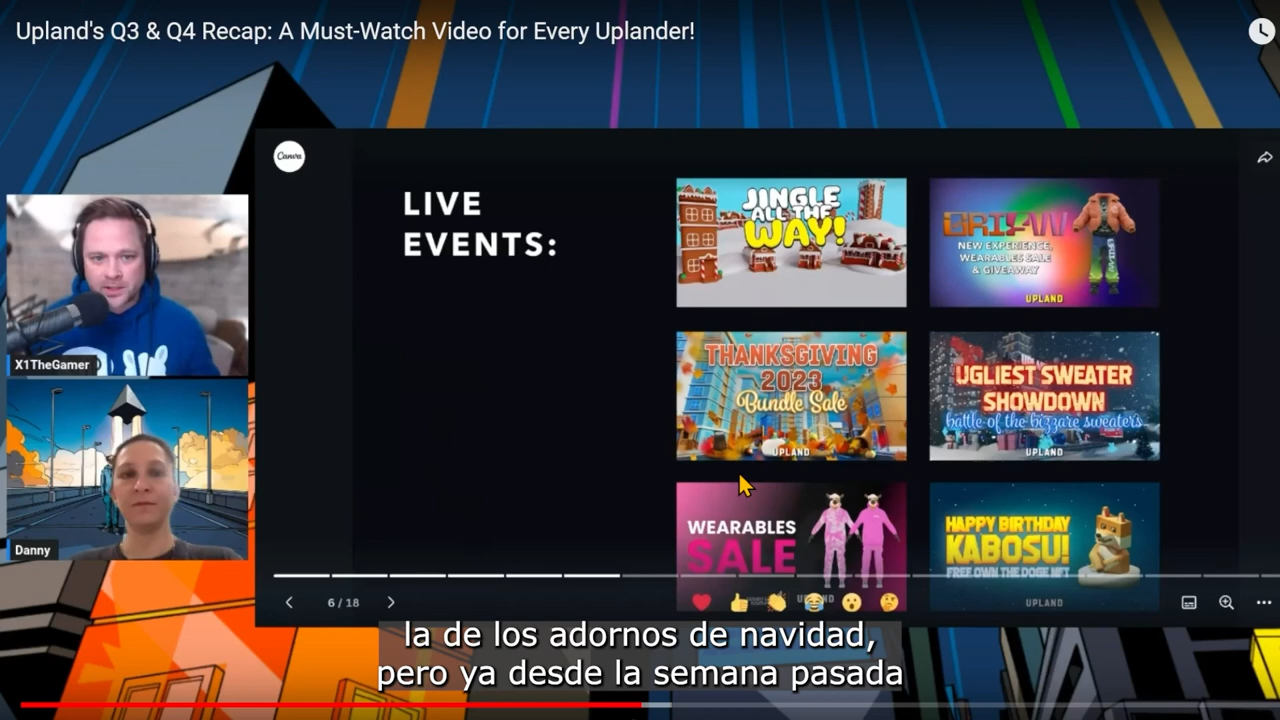 Upland's Q3 & Q4 Recap: A Must-Watch Video for Every Uplander!
Canva
LIVE
EVENTS:
JINGLE
ALL THE
WAY!
NEW EXPERIENCE,
WEARABLES SALE
& GIVEAWAY
UPLAND
THANKSGIVING
2023
Bundle Sale
UPLAND
UGLIEST SWEATER
SHOWDOWN
battle of the bizzare sweaters
UPLAND
WEARABLES
SALE
HAPPY BIRTHDAY
KABOSU!
FREE OWN THE DOGE NFT
UPLAND
X1TheGamer
Danny
6 / 18
la de los adornos de navidad,
pero ya desde la semana pasada